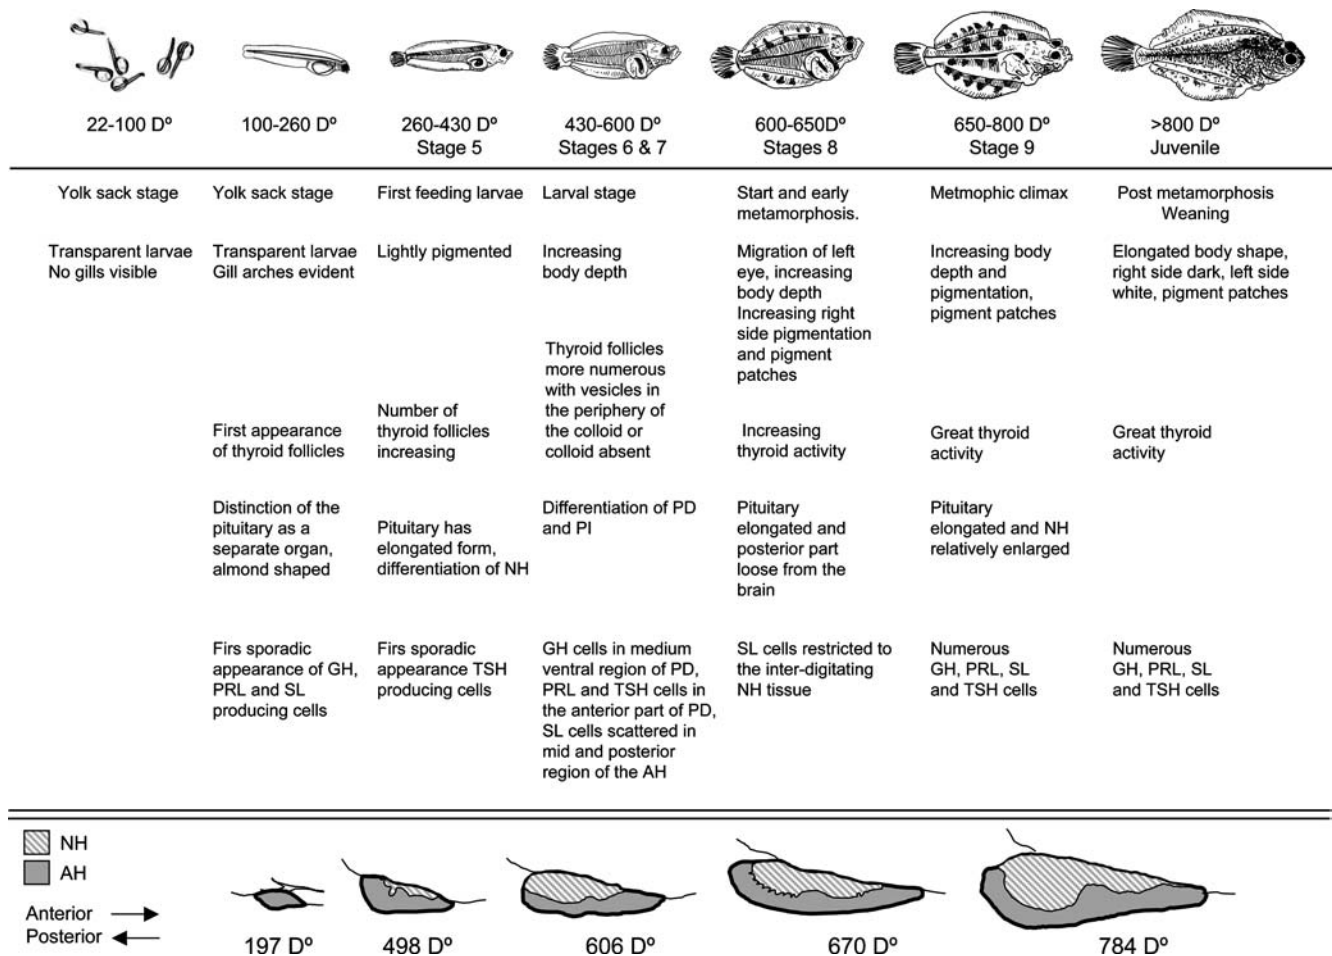 22-100 Dº
100-260 Dº
260-430 Dº
Stage 5
430-600 Dº
Stages 6 & 7
600-650Dº
Stages 8
650-800 Dº
Stage 9
>800 Dº
Juvenile
Yolk sack stage
Yolk sack stage
First feeding larvae
Larval stage
Start and early
metamorphosis.
Metmophic climax
Post metamorphosis
Weaning
Transparent larvae
No gills visible
Transparent larvae
Gill arches evident
Lightly pigmented
Increasing
body depth
Migration of left
eye, increasing
body depth
Increasing right
side pigmentation
and pigment
patches
Increasing body
depth and
pigmentation,
pigment patches
Elongated body shape,
right side dark, left side
white, pigment patches
First appearance
of thyroid follicles
Number of
thyroid follicles
increasing
Thyroid follicles
more numerous
with vesicles in
the periphery of
the colloid or
colloid absent
Increasing
thyroid activity
Great thyroid
activity
Great thyroid
activity
Distinction of the
pituitary as a
separate organ,
almond shaped
Pituitary has
elongated form,
differentiation of NH
Differentiation of PD
and PI
Pituitary
elongated and
posterior part
loose from the
brain
Pituitary
elongated and NH
relatively enlarged
Firs sporadic
appearance of GH,
PRL and SL
producing cells
Firs sporadic
appearance TSH
producing cells
GH cells in medium
ventral region of PD,
PRL and TSH cells in
the anterior part of PD,
SL cells scattered in
mid and posterior
region of the AH
SL cells restricted to
the inter-digitating
NH tissue
Numerous
GH, PRL, SL
and TSH cells
Numerous
GH, PRL, SL
and TSH cells
NH
AH
Anterior
Posterior
197 Dº
498 Dº
606 Dº
670 Dº
784 Dº